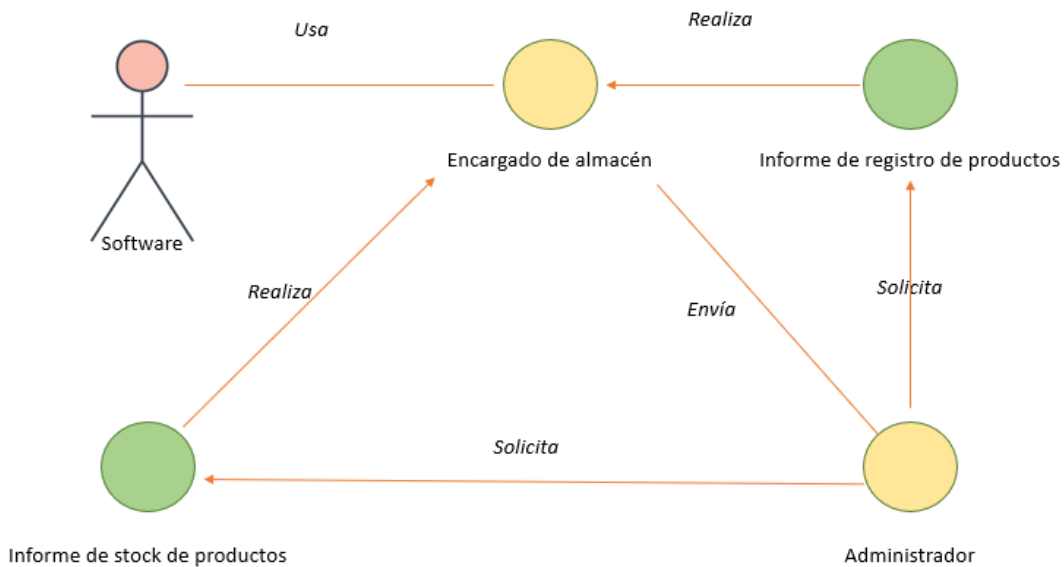 Usa
Realiza
Encargado de almacén
Informe de registro de productos
Software
Realiza
Envía
Solicita
Solicita
Informe de stock de productos
Administrador